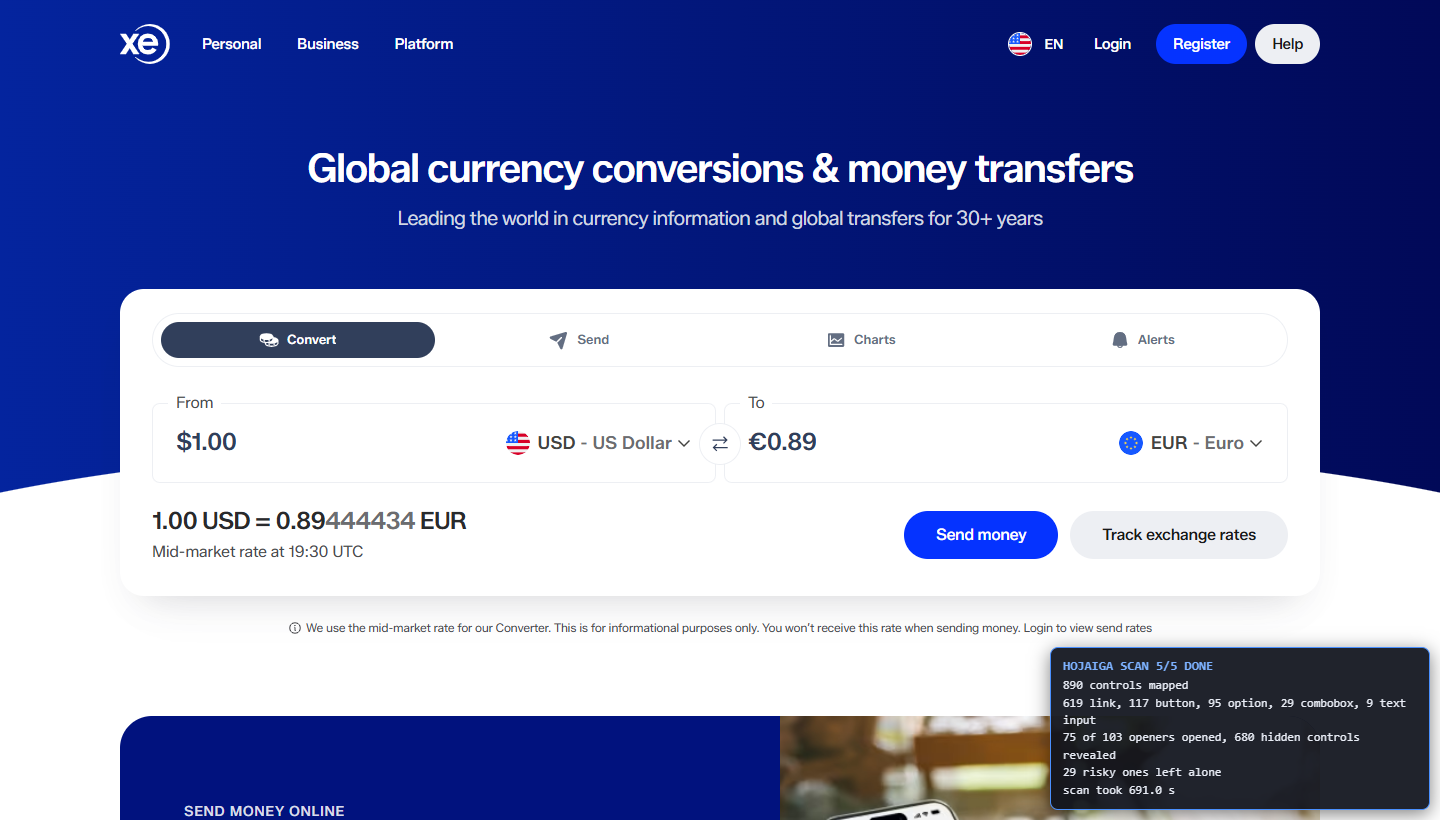 xe Personal Business Platform EN Login Register Help
Global currency conversions & money transfers
Leading the world in currency information and global transfers for 30+ years
Convert Send Charts Alerts
From To
$1.00 USD - US Dollar €0.89 EUR - Euro
1.00 USD = 0.89444434 EUR
Mid-market rate at 19:30 UTC
Send money Track exchange rates
We use the mid-market rate for our Converter. This is for informational purposes only. You won't receive this rate when sending money. Login to view send rates
SEND MONEY ONLINE
HOJAIGA SCAN 5/5 DONE
890 controls mapped
619 link, 117 button, 95 option, 29 combobox, 9 text
input
75 of 103 openers opened, 680 hidden controls
revealed
29 risky ones left alone
scan took 691.0 s